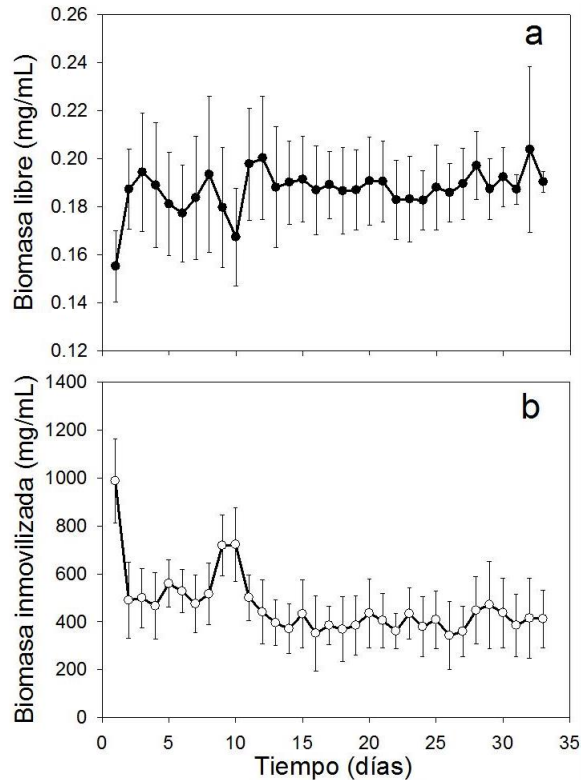 a
Biomasa libre (mg/mL)
0.26
0.24
0.22
0.20
0.18
0.16
0.14
0.12
b
Biomasa inmovilizada (mg/mL)
1400
1200
1000
800
600
400
200
0
0 5 10 15 20 25 30 35
Tiempo (días)